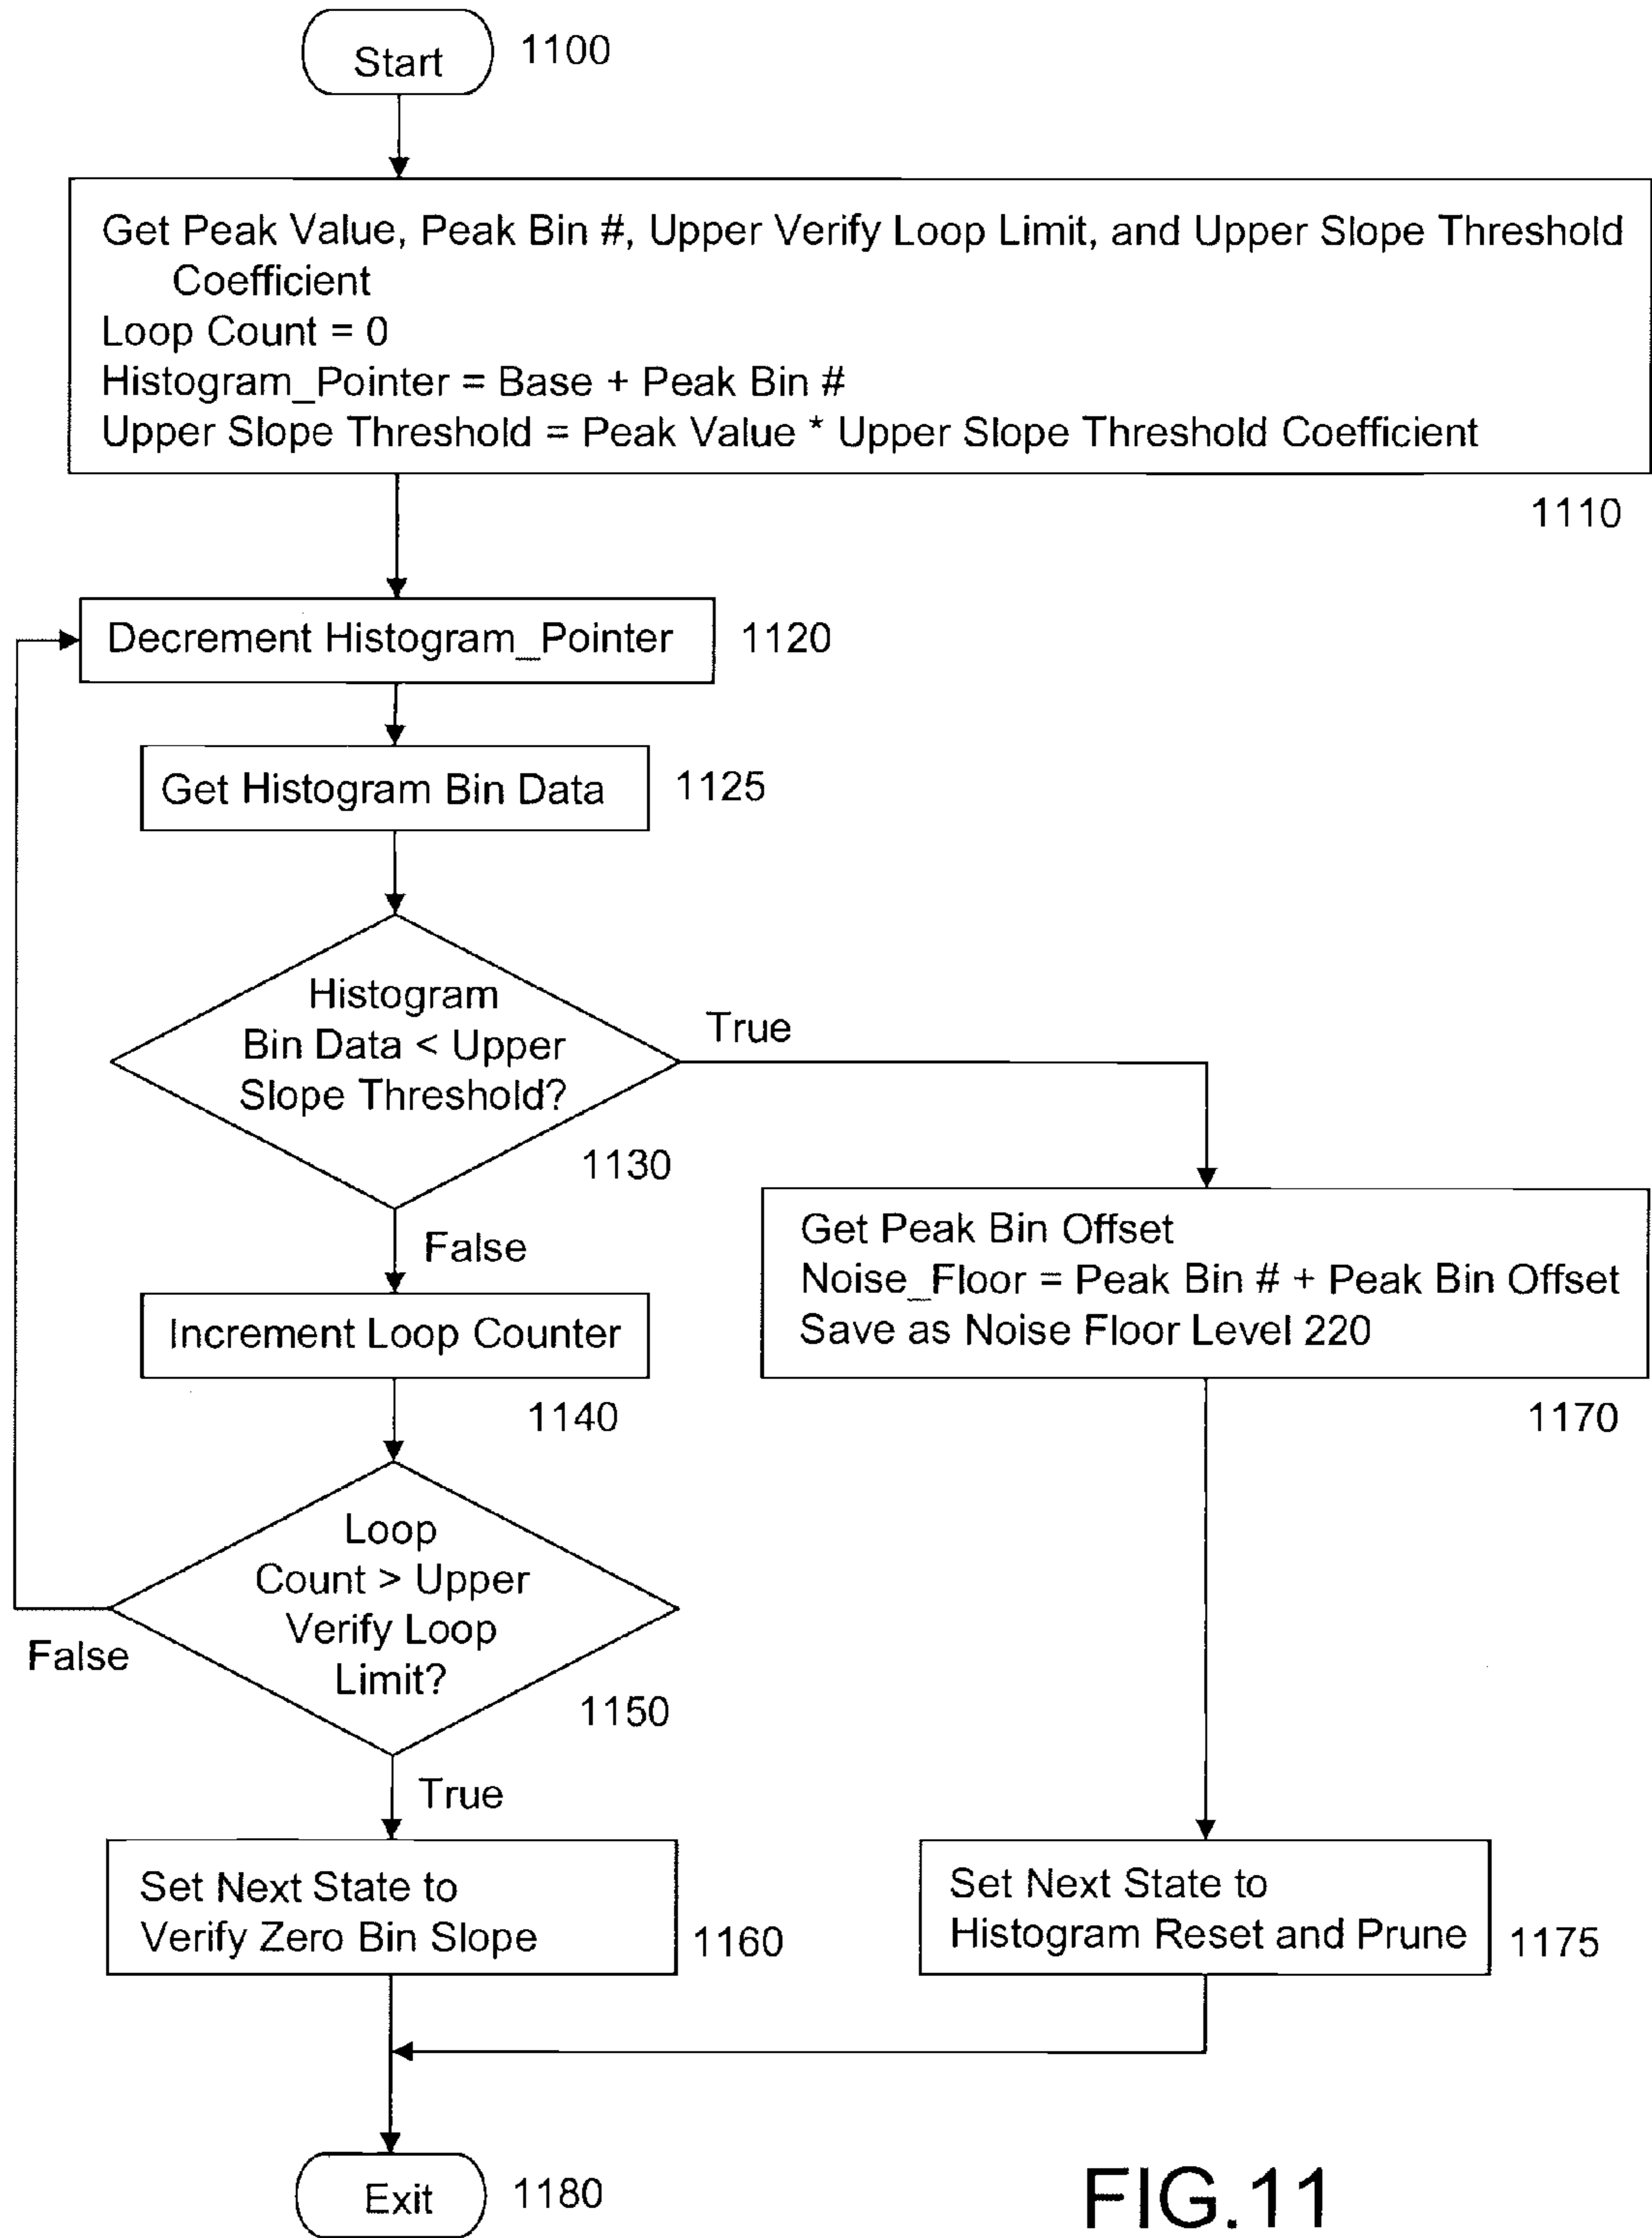 Start
1100
Get Peak Value, Peak Bin #, Upper Verify Loop Limit, and Upper Slope Threshold
Coefficient
Loop Count = 0
Histogram_Pointer = Base + Peak Bin #
Upper Slope Threshold = Peak Value * Upper Slope Threshold Coefficient
1110
Decrement Histogram_Pointer
1120
Get Histogram Bin Data
1125
Histogram
Bin Data < Upper
Slope Threshold?
True
1130
False
Get Peak Bin Offset
Noise_Floor = Peak Bin # + Peak Bin Offset
Save as Noise Floor Level 220
1170
Increment Loop Counter
1140
Loop
Count > Upper
Verify Loop
Limit?
False
1150
True
Set Next State to
Verify Zero Bin Slope
1160
Set Next State to
Histogram Reset and Prune
1175
Exit
1180
FIG.11